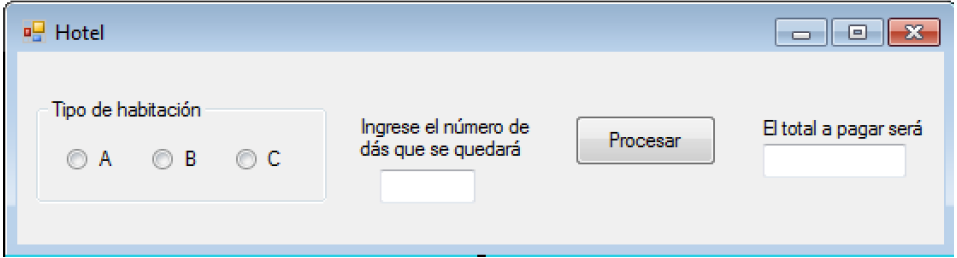 Hotel
Tipo de habitación
A B C
Ingrese el número de
dás que se quedará
Procesar
El total a pagar será